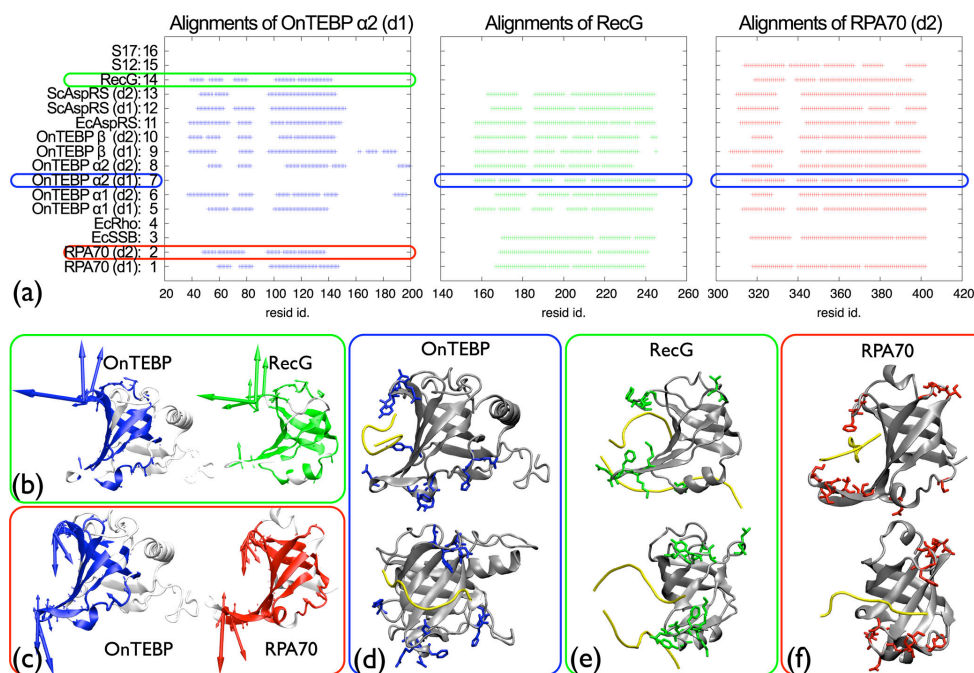 Alignments of OnTEBP α2 (d1) Alignments of RecG Alignments of RPA70 (d2)
S17: 16
S12: 15
RecG: 14
ScAspRS (d2): 13
ScAspRS (d1): 12
EcAspRS: 11
OnTEBP β (d2): 10
OnTEBP β (d1): 9
OnTEBP α2 (d2): 8
OnTEBP α2 (d1): 7
OnTEBP α1 (d2): 6
OnTEBP α1 (d1): 5
EcRho: 4
EcSSB: 3
RPA70 (d2): 2
RPA70 (d1): 1
20 40 60 80 100 120 140 160 180 200 140 160 180 200 220 240 260 300 320 340 360 380 400 420
(a) resid id. resid id. resid id.
OnTEBP RecG OnTEBP RecG RPA70
(b)
(c) OnTEBP RPA70 (d) (e) (f)